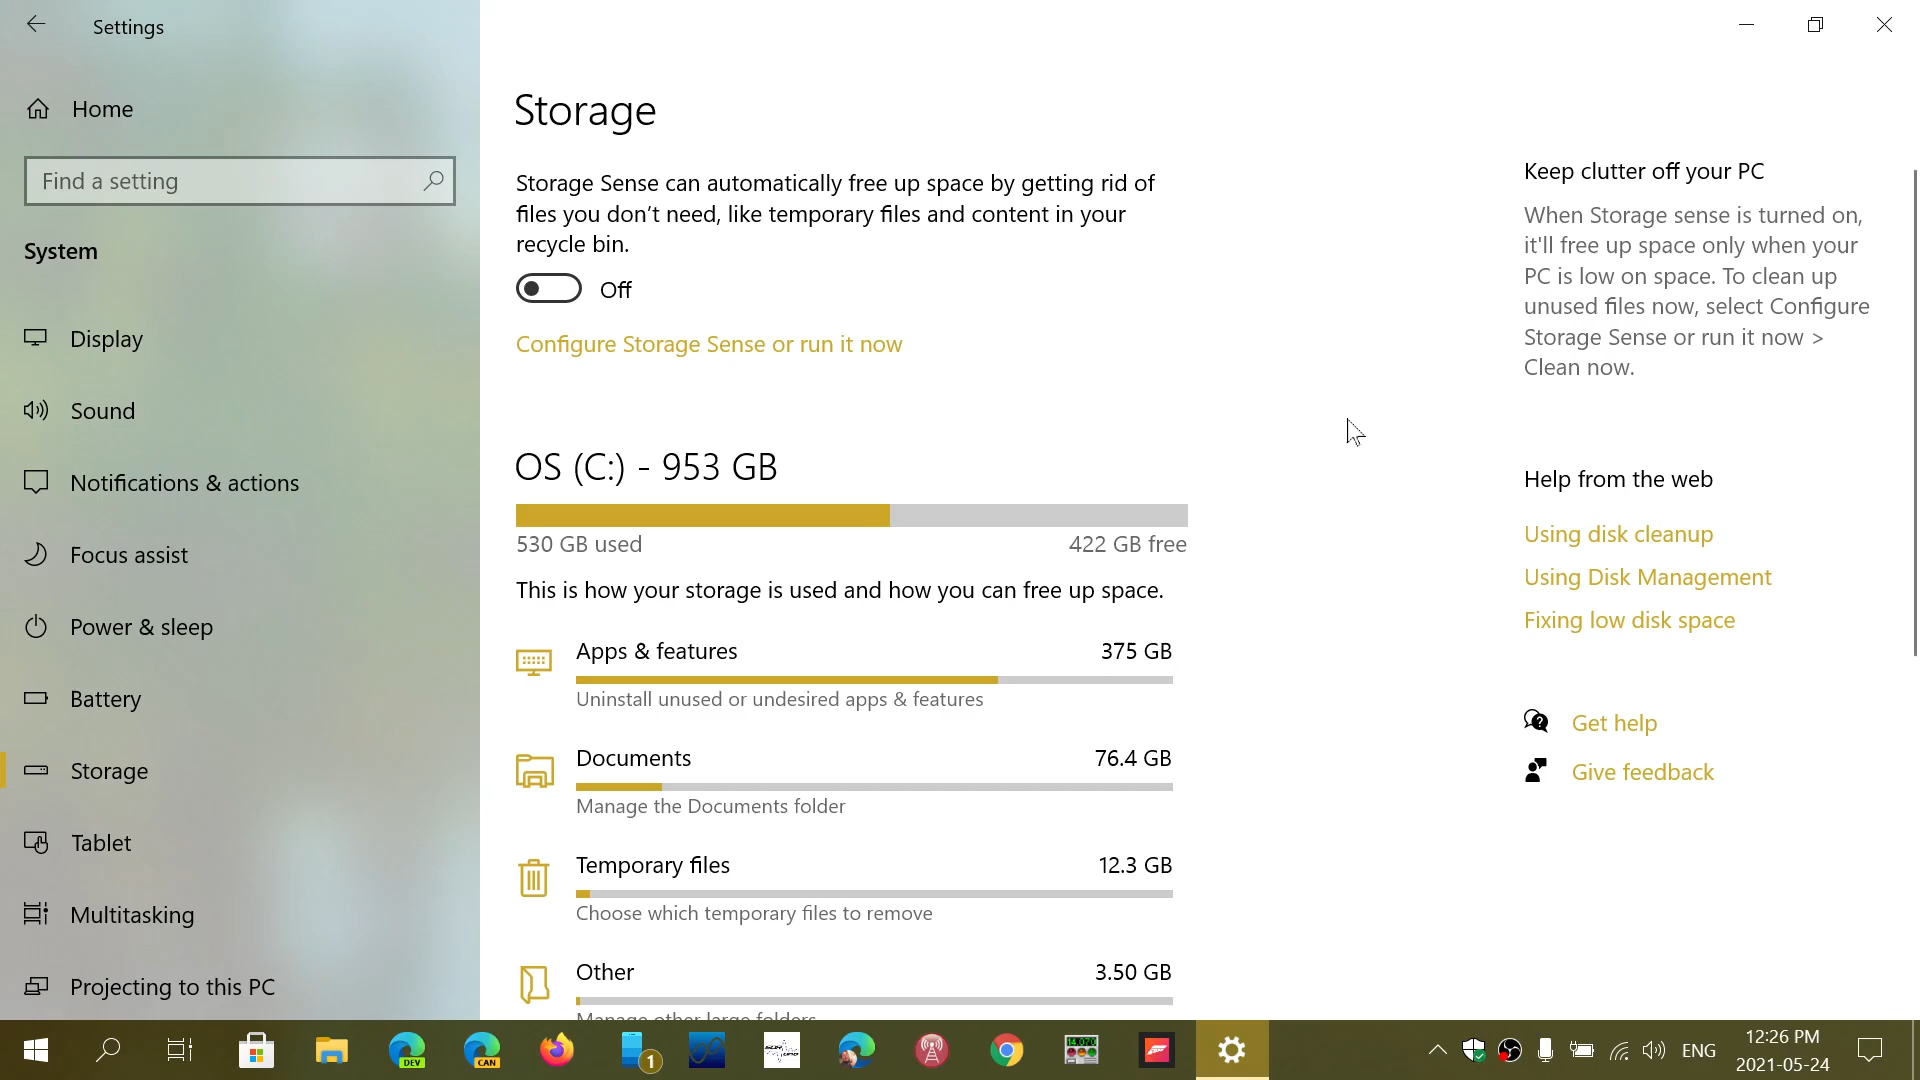 Settings
Home
Find a setting
System
Display
Sound
Notifications & actions
Focus assist
Power & sleep
Battery
Storage
Tablet
Multitasking
Projecting to this PC
Storage
Storage Sense can automatically free up space by getting rid of
files you don’t need, like temporary files and content in your
recycle bin.
Off
Configure Storage Sense or run it now
OS (C:) - 953 GB
530 GB used 422 GB free
This is how your storage is used and how you can free up space.
Apps & features 375 GB
Uninstall unused or undesired apps & features
Documents 76.4 GB
Manage the Documents folder
Temporary files 12.3 GB
Choose which temporary files to remove
Other 3.50 GB
Manage other large folders
Keep clutter off your PC
When Storage sense is turned on,
it'll free up space only when your
PC is low on space. To clean up
unused files now, select Configure
Storage Sense or run it now >
Clean now.
Help from the web
Using disk cleanup
Using Disk Management
Fixing low disk space
Get help
Give feedback
DEV
CAN
1
14.070
ENG
12:26 PM
2021-05-24